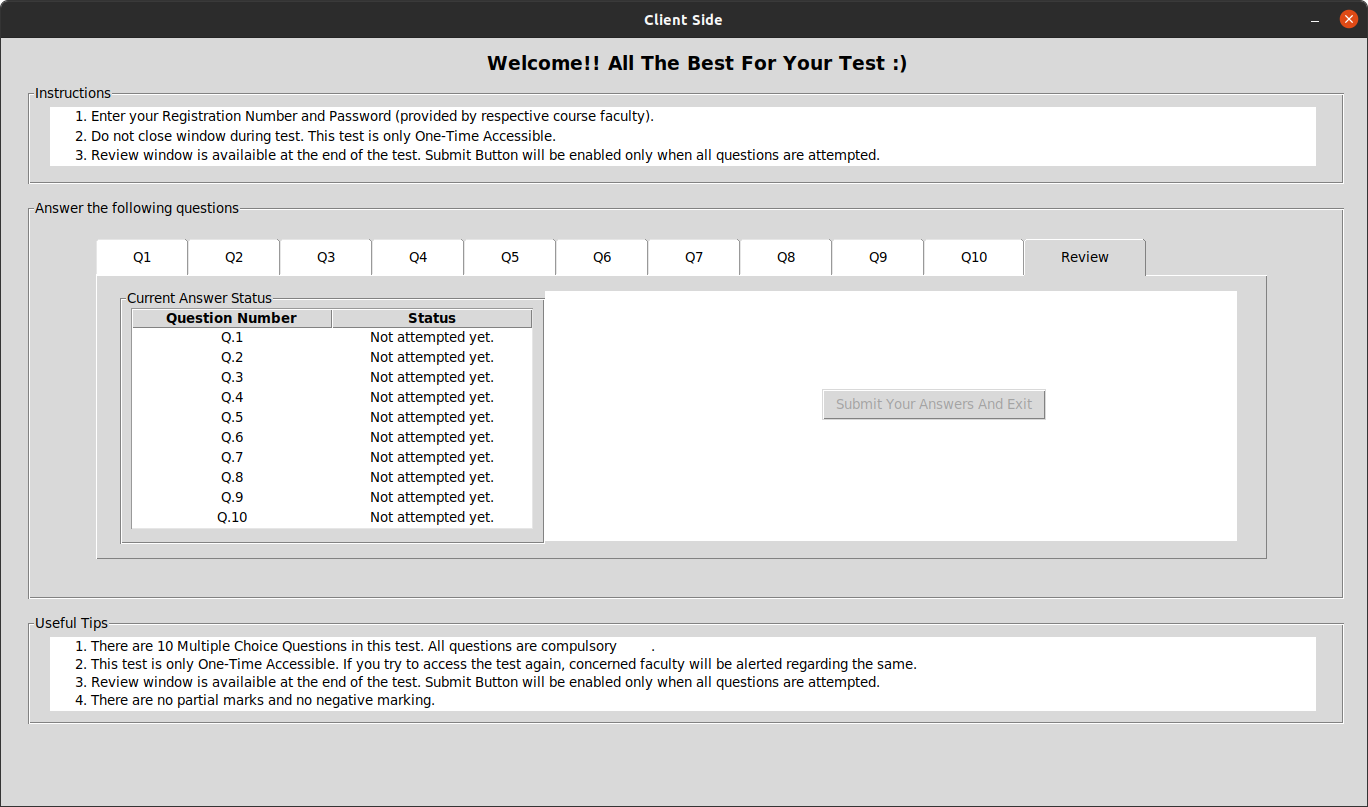 Client Side
Welcome!! All The Best For Your Test :)
Instructions
1. Enter your Registration Number and Password (provided by respective course faculty).
2. Do not close window during test. This test is only One-Time Accessible.
3. Review window is availaible at the end of the test. Submit Button will be enabled only when all questions are attempted.
Answer the following questions
Q1 Q2 Q3 Q4 Q5 Q6 Q7 Q8 Q9 Q10 Review
Current Answer Status
Question Number Status
Q.1 Not attempted yet.
Q.2 Not attempted yet.
Q.3 Not attempted yet.
Q.4 Not attempted yet.
Q.5 Not attempted yet.
Q.6 Not attempted yet.
Q.7 Not attempted yet.
Q.8 Not attempted yet.
Q.9 Not attempted yet.
Q.10 Not attempted yet.
Submit Your Answers And Exit
Useful Tips
1. There are 10 Multiple Choice Questions in this test. All questions are compulsory .
2. This test is only One-Time Accessible. If you try to access the test again, concerned faculty will be alerted regarding the same.
3. Review window is availaible at the end of the test. Submit Button will be enabled only when all questions are attempted.
4. There are no partial marks and no negative marking.